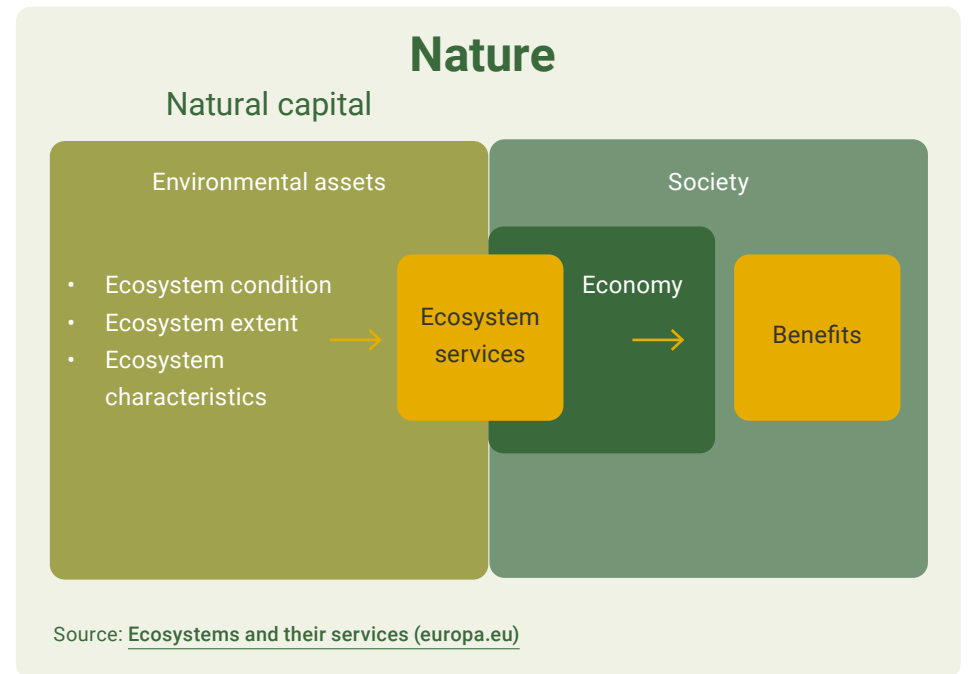 Nature
Natural capital
Environmental assets
• Ecosystem condition
• Ecosystem extent
• Ecosystem
characteristics
Ecosystem
services
Society
Economy
Benefits
Source: Ecosystems and their services (europa.eu)